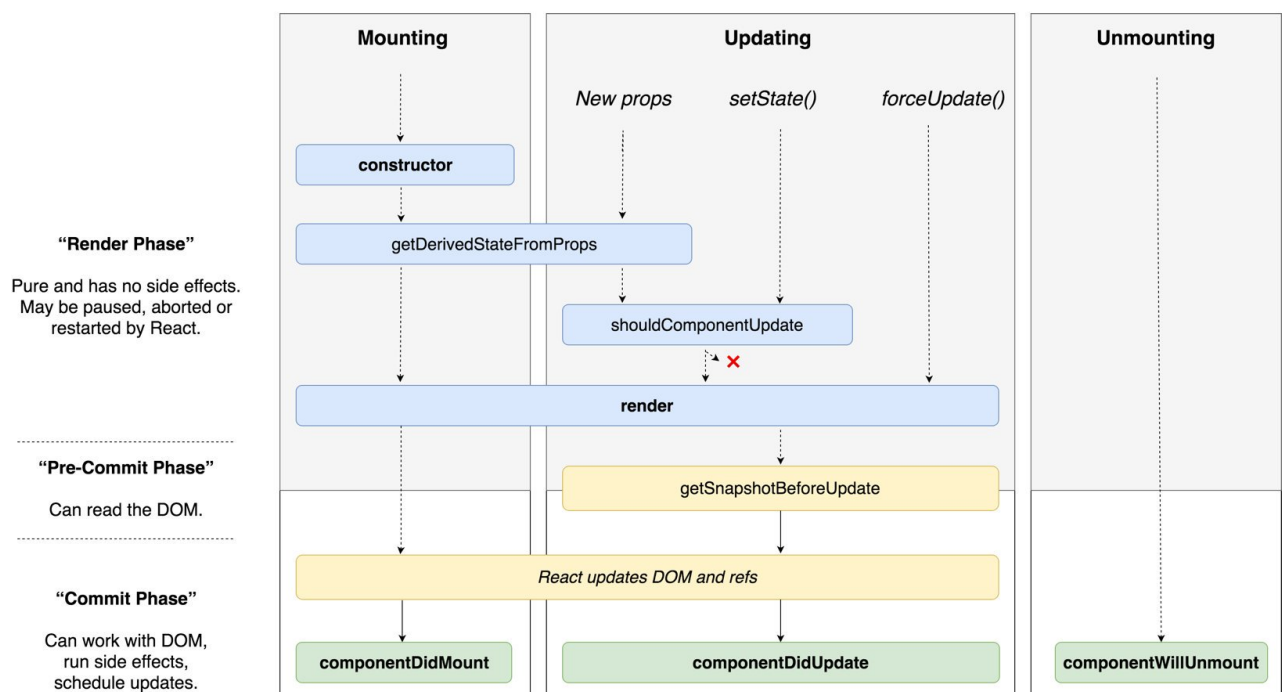 Mounting
Updating
Unmounting
New props
setState()
forceUpdate()
constructor
“Render Phase”
getDerivedStateFromProps
Pure and has no side effects.
May be paused, aborted or
restarted by React.
shouldComponentUpdate
render
“Pre-Commit Phase”
getSnapshotBeforeUpdate
Can read the DOM.
React updates DOM and refs
“Commit Phase”
Can work with DOM,
run side effects,
schedule updates.
componentDidMount
componentDidUpdate
componentWillUnmount